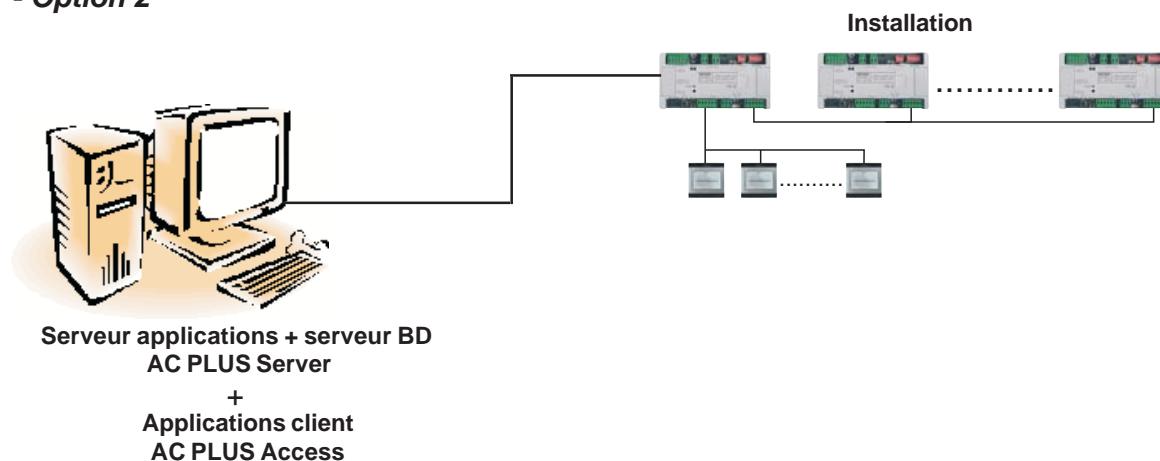 - Option 2
Installation
Serveur applications + serveur BD
AC PLUS Server
+
Applications client
AC PLUS Access